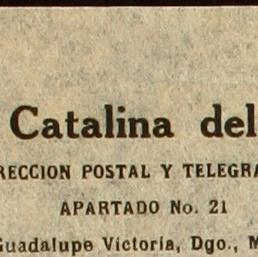 Catalina del
RECCION POSTAL Y TELEGRA
APARTADO No. 21
Guadalupe Victoria, Dgo., M